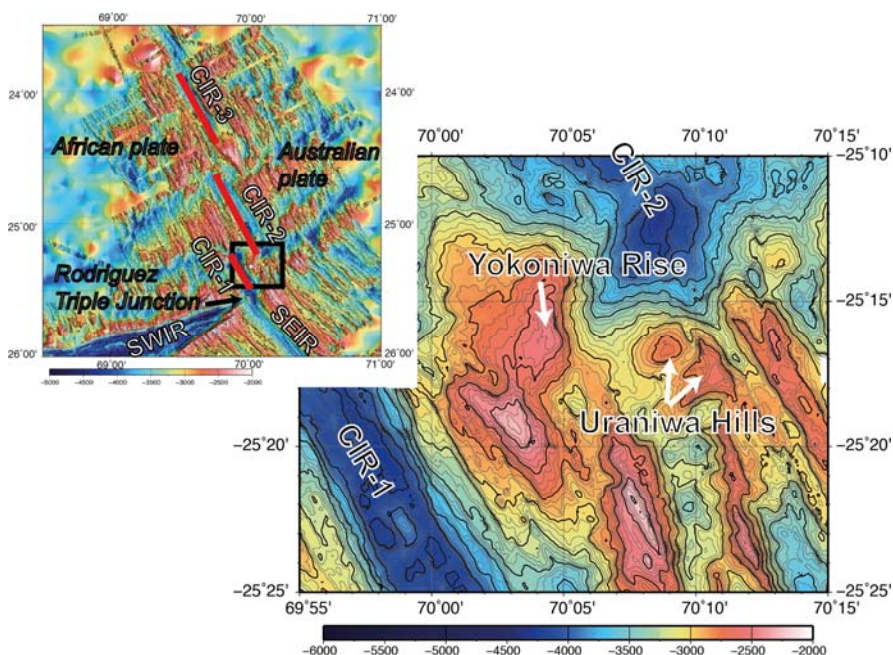 69°00'
70°00'
71°00'
24°00'
24°00'
25°00'
25°00'
26°00'
26°00'
69°00'
70°00'
71°00'
CIR-3
African plate
Australian
plate
CIR-2
CIR-1
Rodriguez
Triple Junction
SWIR
SEIR
-5000 -4000 -3500 -3000 -2500 -2000
70°00' 70°05' 70°10' 70°15'
-25°10'
-25°15'
-25°20'
-25°20'
-25°25'
-25°25'
CIR-2
Yokoniwa Rise
Uraniwa Hills
CIR-1
69°55' 70°00' 70°05' 70°10' 70°15'
-6000 -5500 -5000 -4500 -4000 -3500 -3000 -2500 -2000